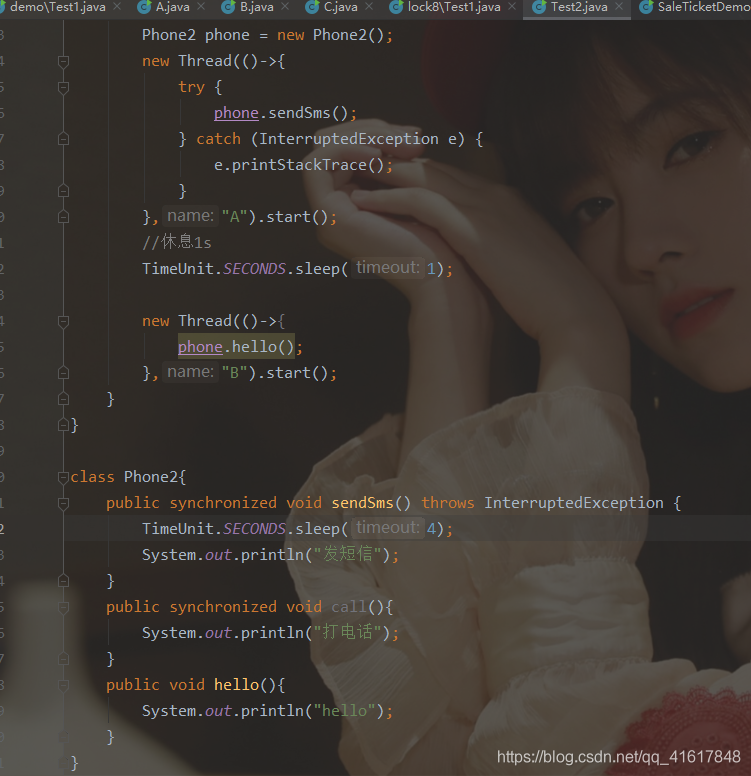 demo\Test1.java × A.java × B.java × C.java × lock8\Test1.java × Test2.java × SaleTicketDemo
3 Phone2 phone = new Phone2();
4 new Thread(()->{
5 try {
6 phone.sendSms();
7 } catch (InterruptedException e) {
8 e.printStackTrace();
9 }
0 }, name: "A").start();
1 //休息1s
2 TimeUnit.SECONDS.sleep( timeout: 1);
3
4 new Thread(()->{
5 phone.hello();
6 }, name: "B").start();
7 }
8 }
9
0 class Phone2{
1 public synchronized void sendSms() throws InterruptedException {
2 TimeUnit.SECONDS.sleep( timeout: 4);
3 System.out.println("发短信");
4 }
5 public synchronized void call(){
6 System.out.println("打电话");
7 }
8 public void hello(){
9 System.out.println("hello");
0 }
1 }
https://blog.csdn.net/qq_41617848